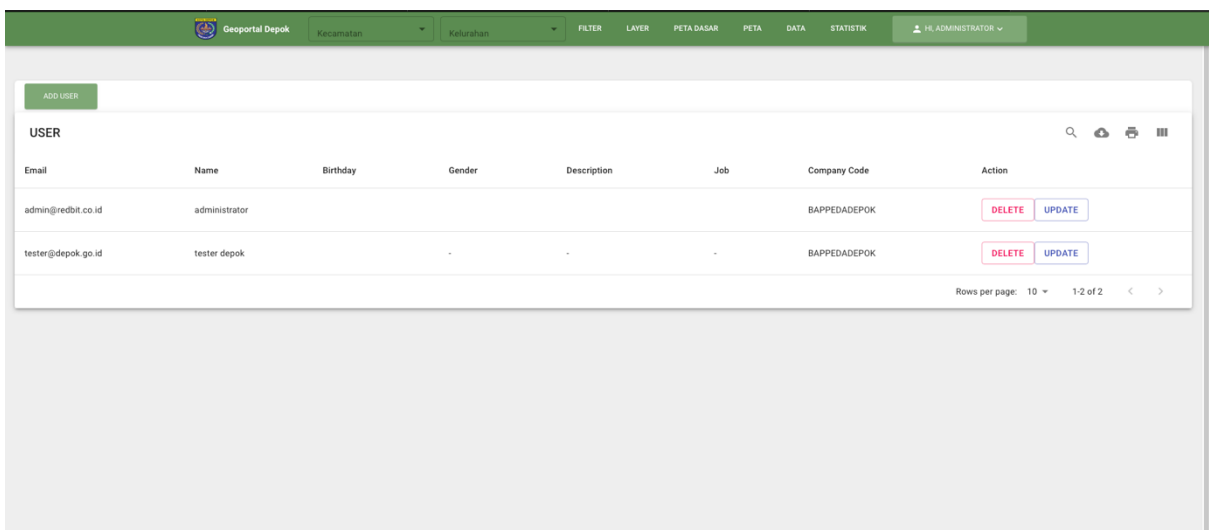 Geoportal Depok Kecamatan Kelurahan FILTER LAYER PETA DASAR PETA DATA STATISTIK HI, ADMINISTRATOR
ADD USER
USER
Email Name Birthday Gender Description Job Company Code Action
admin@redbit.co.id administrator BAPPEDADEPOK DELETE UPDATE
tester@depok.go.id tester depok - - - BAPPEDADEPOK DELETE UPDATE
Rows per page: 10 1-2 of 2